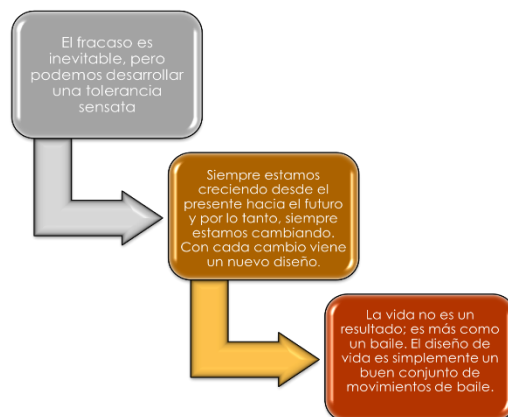 El fracaso es
inevitable, pero
podemos desarrollar
una tolerancia
sensata
Siempre estamos
creciendo desde el
presente hacia el futuro
y por lo tanto, siempre
estamos cambiando.
Con cada cambio viene
un nuevo diseño.
La vida no es un
resultado; es más como
un baile. El diseño de
vida es simplemente un
buen conjunto de
movimientos de baile.